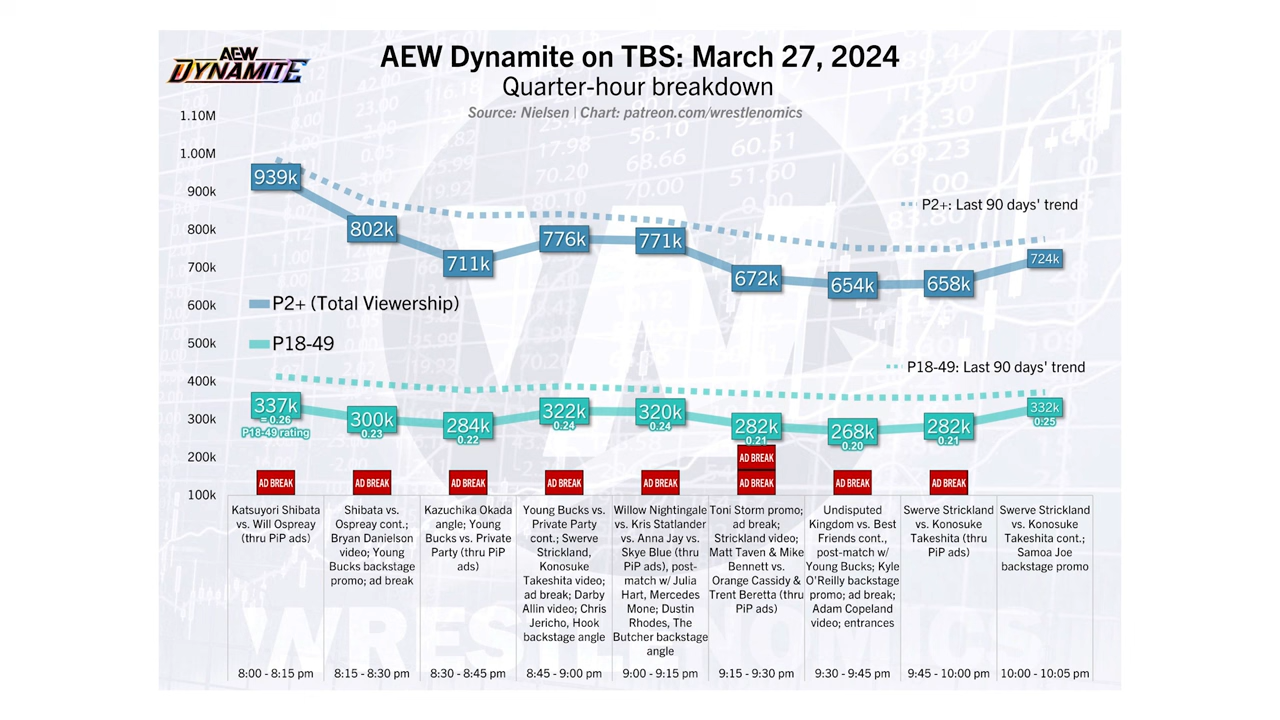 AEW
DYNAMITE
AEW Dynamite on TBS: March 27, 2024
Quarter-hour breakdown
Source: Nielsen | Chart: patreon.com/wrestlenomics
1.10M
1.00M
900k
800k
700k
600k
500k
400k
300k
200k
100k
939k
802k
711k
776k
771k
672k
654k
658k
724k
P2+: Last 90 days' trend
P2+ (Total Viewership)
P18-49
P18-49: Last 90 days' trend
337k
= 0.26
P18-49 rating
300k
0.23
284k
0.22
322k
0.24
320k
0.24
282k
0.21
268k
0.20
282k
0.21
332k
0.25
AD BREAK
AD BREAK
AD BREAK
AD BREAK
AD BREAK
AD BREAK
AD BREAK
AD BREAK
AD BREAK
Katsuyori Shibata
vs. Will Ospreay
(thru PiP ads)
8:00 - 8:15 pm
Shibata vs.
Ospreay cont.;
Bryan Danielson
video; Young
Bucks backstage
promo; ad break
8:15 - 8:30 pm
Kazuchika Okada
angle; Young
Bucks vs. Private
Party (thru PiP
ads)
8:30 - 8:45 pm
Young Bucks vs.
Private Party
cont.; Swerve
Strickland,
Konosuke
Takeshita video;
ad break; Darby
Allin video; Chris
Jericho, Hook
backstage angle
8:45 - 9:00 pm
Willow Nightingale
vs. Kris Statlander
vs. Anna Jay vs.
Skye Blue (thru
PiP ads), post-
match w/ Julia
Hart, Mercedes
Mone; Dustin
Rhodes, The
Butcher backstage
angle
9:00 - 9:15 pm
Toni Storm promo;
ad break;
Strickland video;
Matt Taven & Mike
Bennett vs.
Orange Cassidy &
Trent Beretta (thru
PiP ads)
9:15 - 9:30 pm
Undisputed
Kingdom vs. Best
Friends cont.,
post-match w/
Young Bucks; Kyle
O'Reilly backstage
promo; ad break;
Adam Copeland
video; entrances
9:30 - 9:45 pm
Swerve Strickland
vs. Konosuke
Takeshita (thru
PiP ads)
9:45 - 10:00 pm
Swerve Strickland
vs. Konosuke
Takeshita cont.;
Samoa Joe
backstage promo
10:00 - 10:05 pm
WRESTLENOMICS